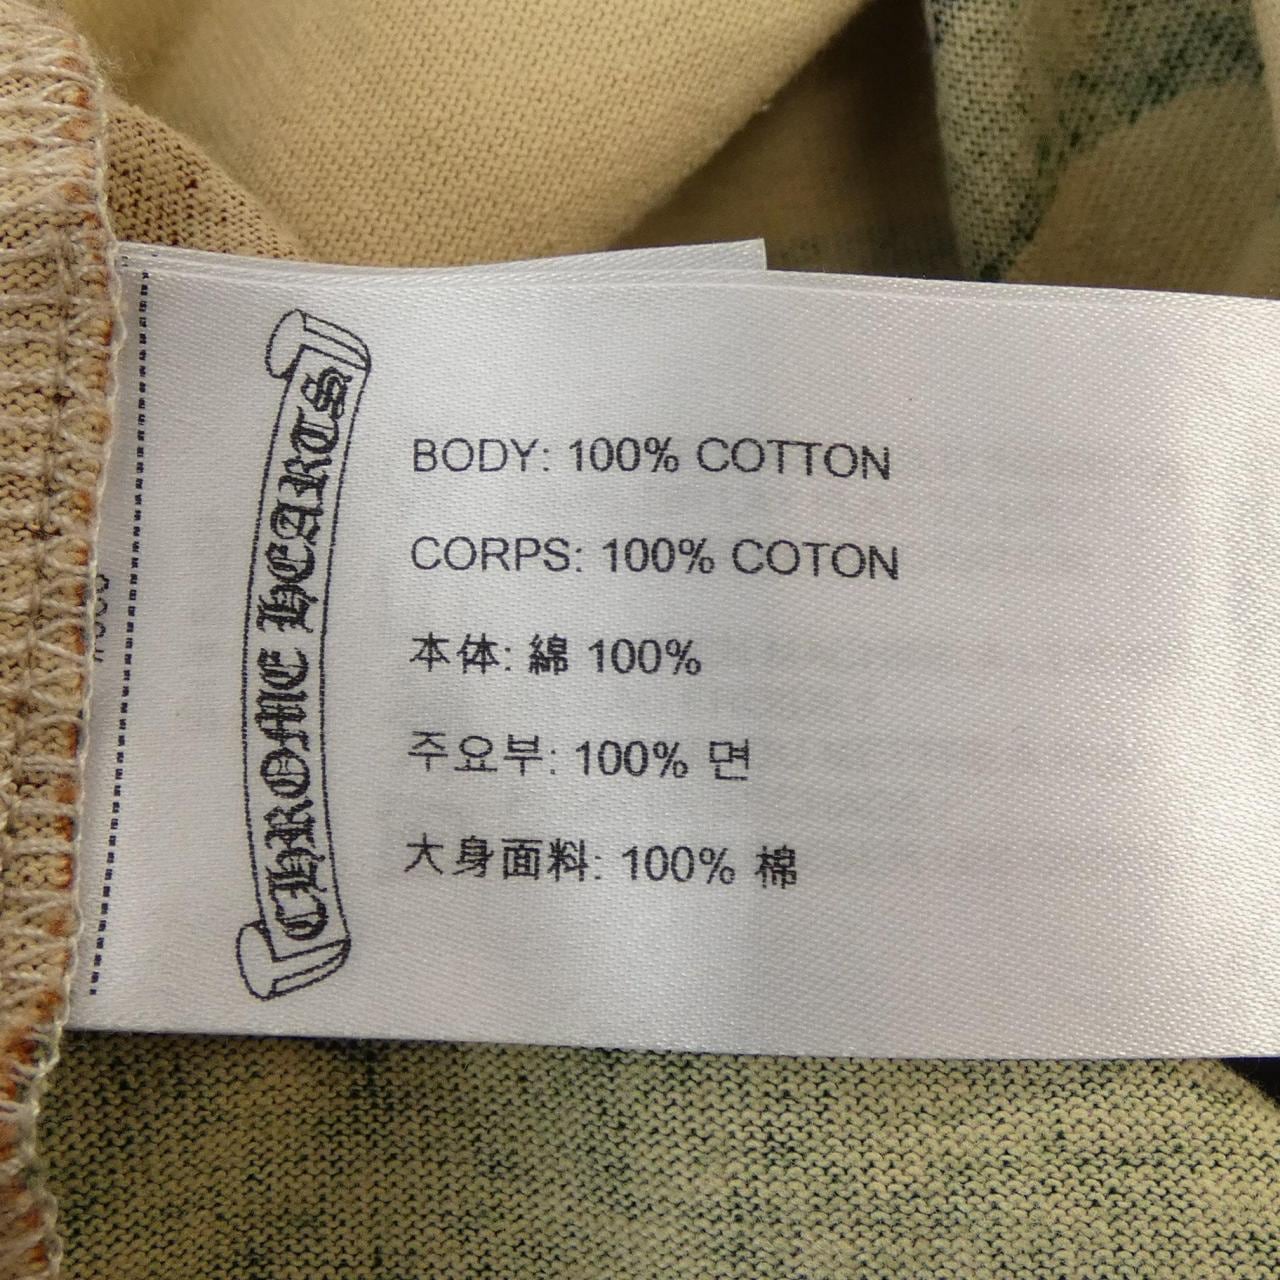 CHROME HEARTS
BODY: 100% COTTON
CORPS: 100% COTON
本体: 綿 100%
주요부: 100% 면
大身面料: 100% 棉